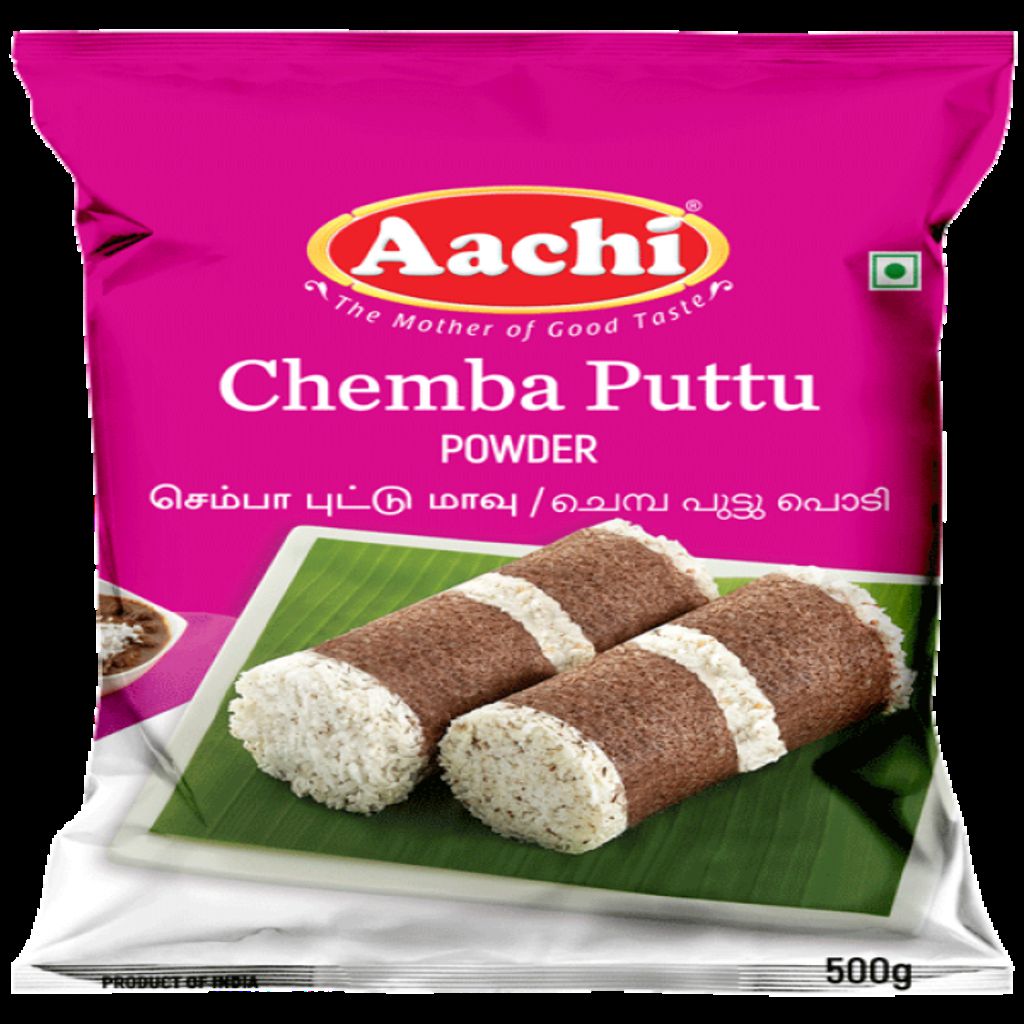 Aachi®
The Mother of Good Taste
Chemba Puttu
POWDER
செம்பா புட்டு மாவு / ചെമ്പ പുട്ടു പൊടി
PRODUCT OF INDIA
500g